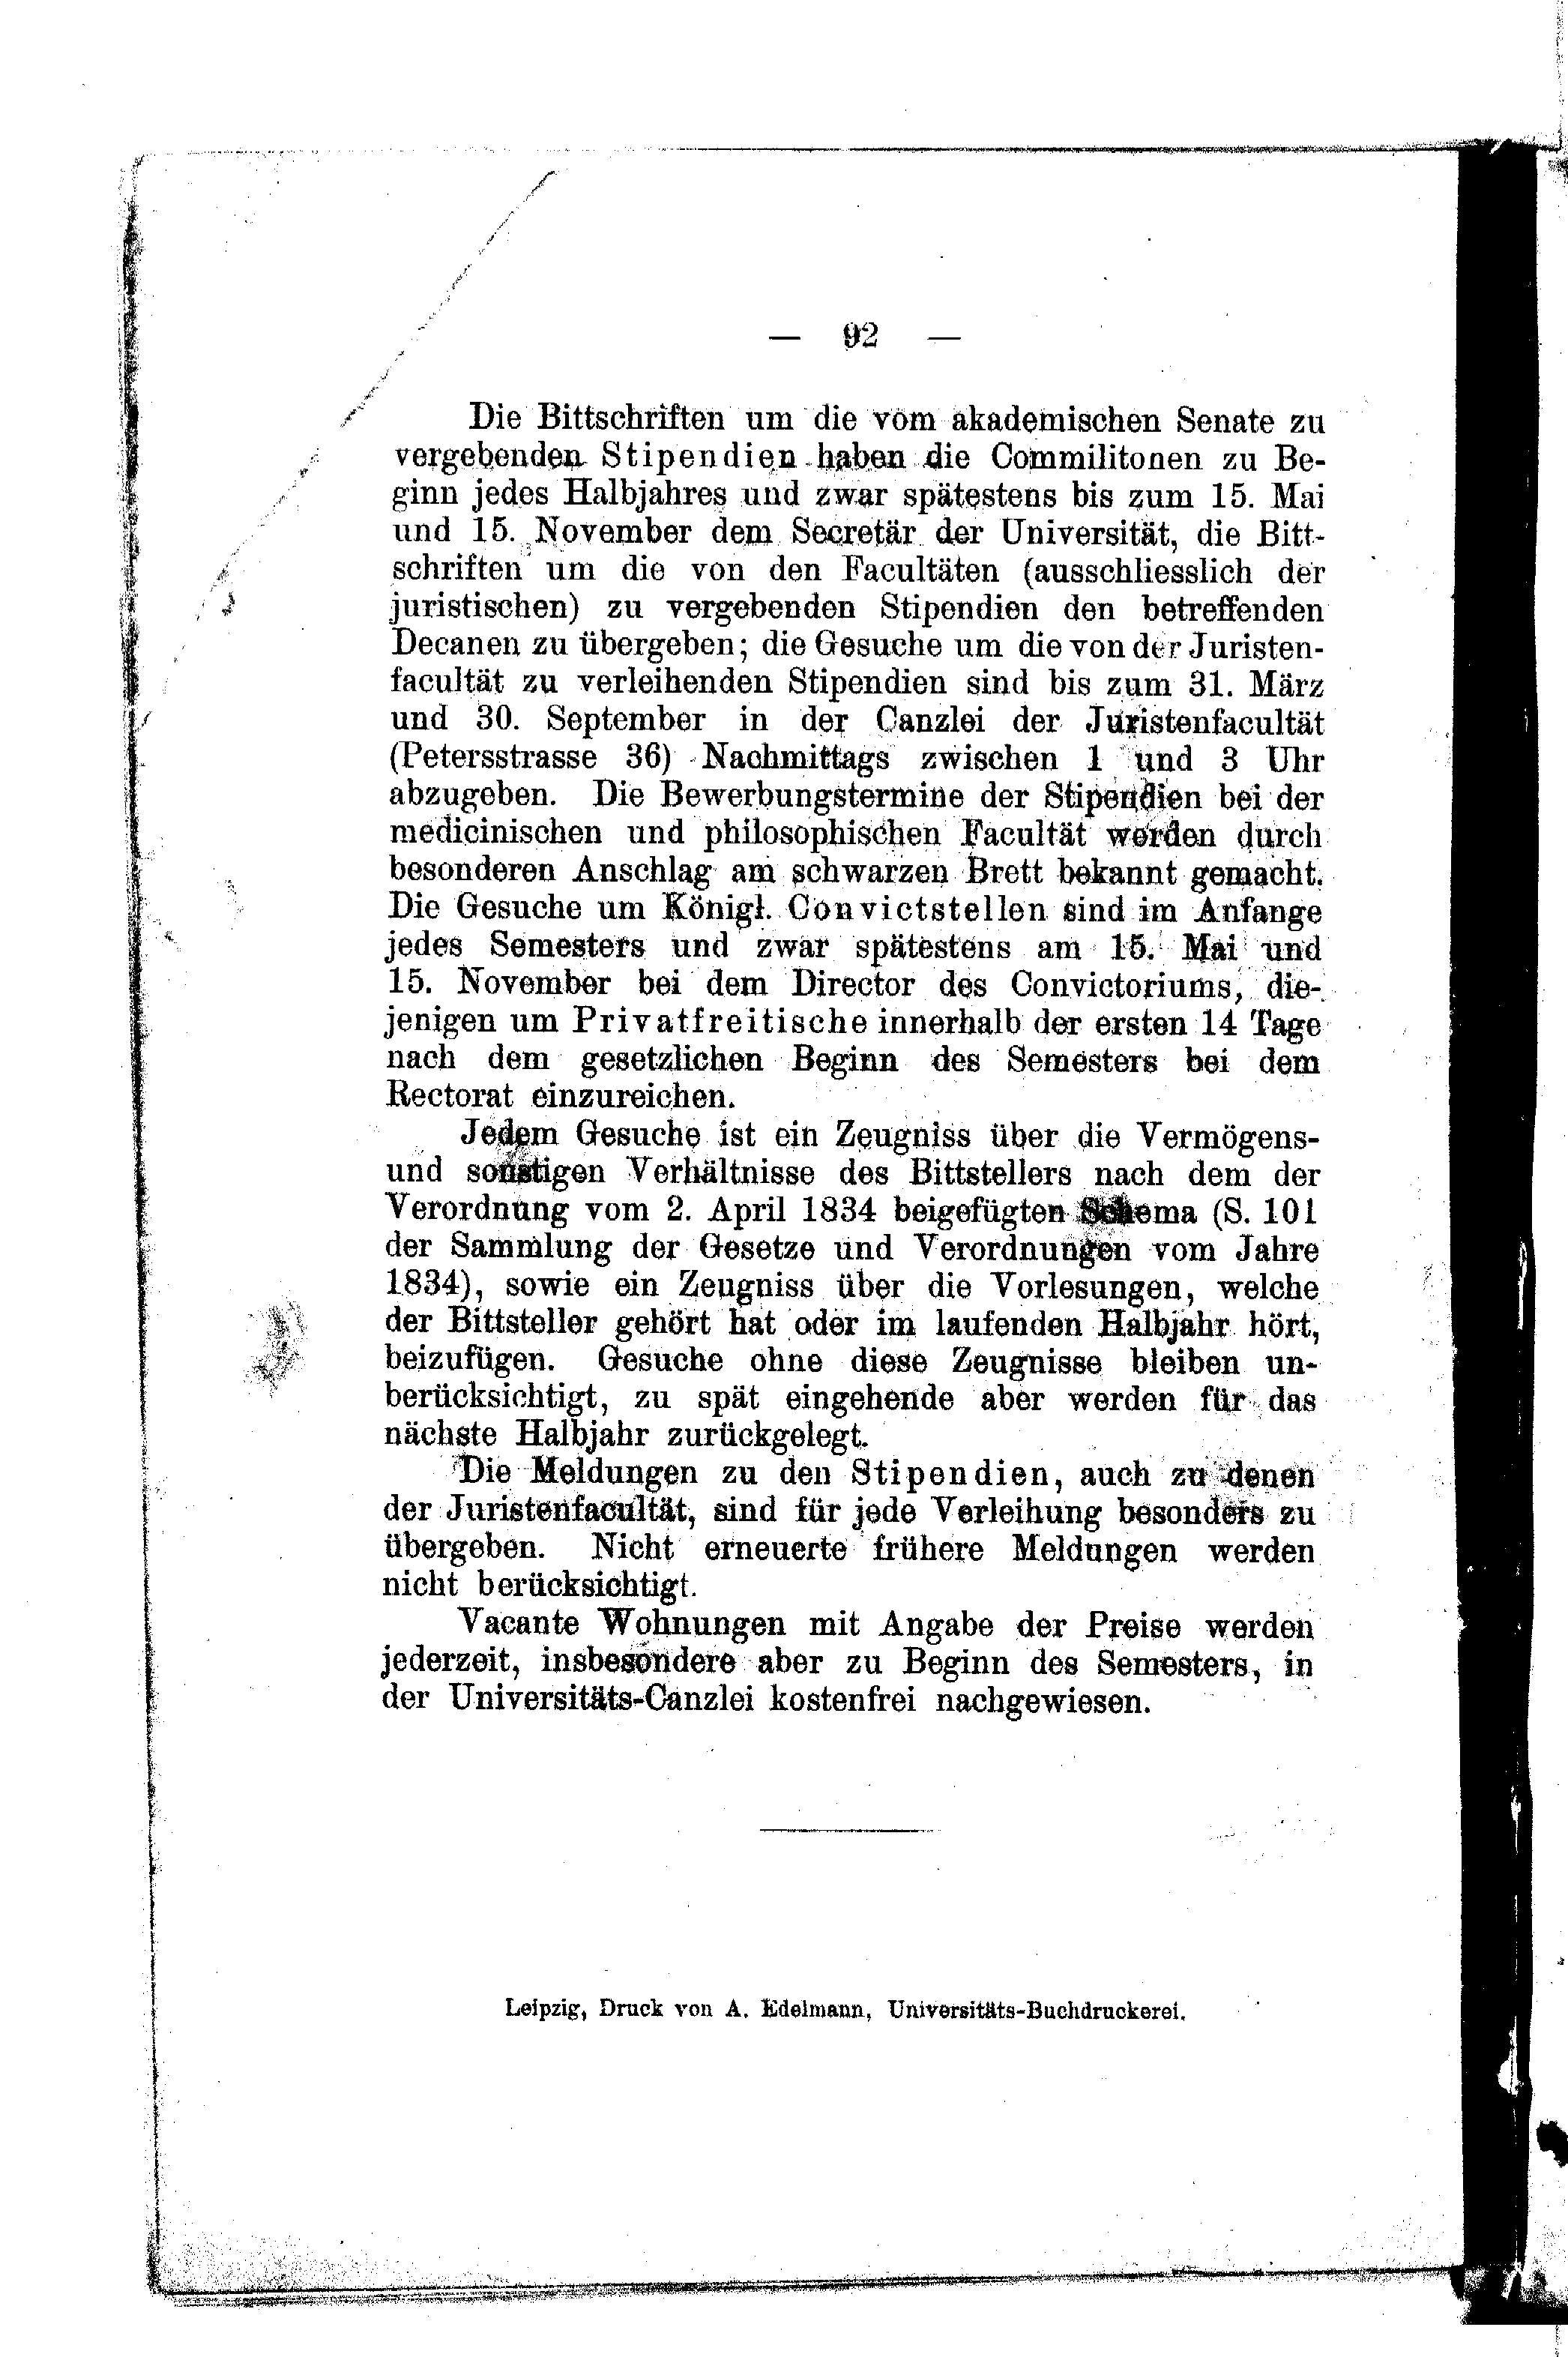 — 92 —
Die Bittschriften um die vom akademischen Senate zu
vergebenden Stipendien haben die Commilitonen zu Be-
ginn jedes Halbjahres und zwar spätestens bis zum 15. Mai
und 15. November dem Secretär der Universität, die Bitt-
schriften um die von den Facultäten (ausschliesslich der
juristischen) zu vergebenden Stipendien den betreffenden
Decanen zu übergeben; die Gesuche um die von der Juristen-
facultät zu verleihenden Stipendien sind bis zum 31. März
und 30. September in der Canzlei der Juristenfacultät
(Petersstrasse 36) Nachmittags zwischen 1 und 3 Uhr
abzugeben. Die Bewerbungstermine der Stipendien bei der
medicinischen und philosophischen Facultät werden durch
besonderen Anschlag am schwarzen Brett bekannt gemacht.
Die Gesuche um Königl. Convictstellen sind im Anfange
jedes Semesters und zwar spätestens am 15. Mai und
15. November bei dem Director des Convictoriums, die-
jenigen um Privatfreitische innerhalb der ersten 14 Tage
nach dem gesetzlichen Beginn des Semesters bei dem
Rectorat einzureichen.
Jedem Gesuche ist ein Zeugniss über die Vermögens-
und sonstigen Verhältnisse des Bittstellers nach dem der
Verordnung vom 2. April 1834 beigefügten Schema (S. 101
der Sammlung der Gesetze und Verordnungen vom Jahre
1834), sowie ein Zeugniss über die Vorlesungen, welche
der Bittsteller gehört hat oder im laufenden Halbjahr hört,
beizufügen. Gesuche ohne diese Zeugnisse bleiben un-
berücksichtigt, zu spät eingehende aber werden für das
nächste Halbjahr zurückgelegt.
Die Meldungen zu den Stipendien, auch zu denen
der Juristenfacultät, sind für jede Verleihung besonders zu
übergeben. Nicht erneuerte frühere Meldungen werden
nicht berücksichtigt.
Vacante Wohnungen mit Angabe der Preise werden
jederzeit, insbesondere aber zu Beginn des Semesters, in
der Universitäts-Canzlei kostenfrei nachgewiesen.
Leipzig, Druck von A. Edelmann, Universitäts-Buchdruckerei.